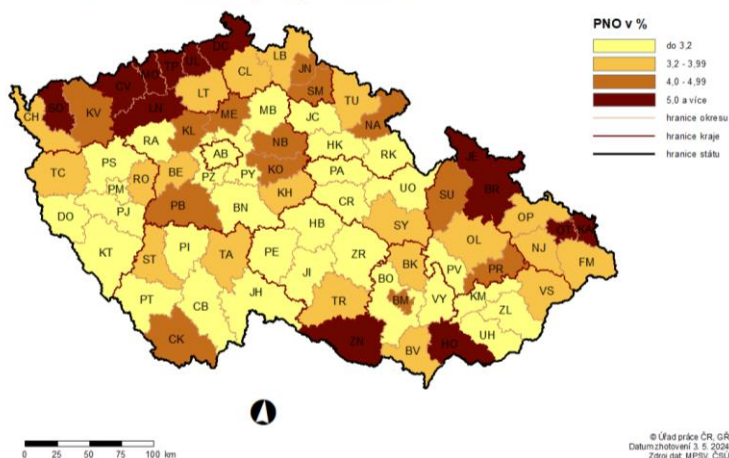 PNO v %
do 3,2
3,2 - 3,99
4,0 - 4,99
5,0 a více
hranice okresu
hranice kraje
hranice státu
DC
UL
TP
MO
CV
LN
LT
CL
LB
JN
SM
TU
CH
SO
KV
RA
KL
ME
MB
JC
NA
HK
RK
TC
PS
RO
BE
AB
PZ
PY
NB
KO
PA
JE
BR
PM
PJ
PB
BN
KH
CR
UO
SU
DO
KT
ST
PI
TA
HB
SY
OL
OP
OT
KA
NJ
FM
PE
JI
ZR
BK
BO
PV
PR
VS
PT
CB
JH
TR
BM
VY
KM
ZL
CK
ZN
BV
HO
UH
0 25 50 75 100 km
© Úřad práce ČR, GŘ
Datum zhotovení 3. 5. 2024
Zdroj dat: MPSV, ČSÚ